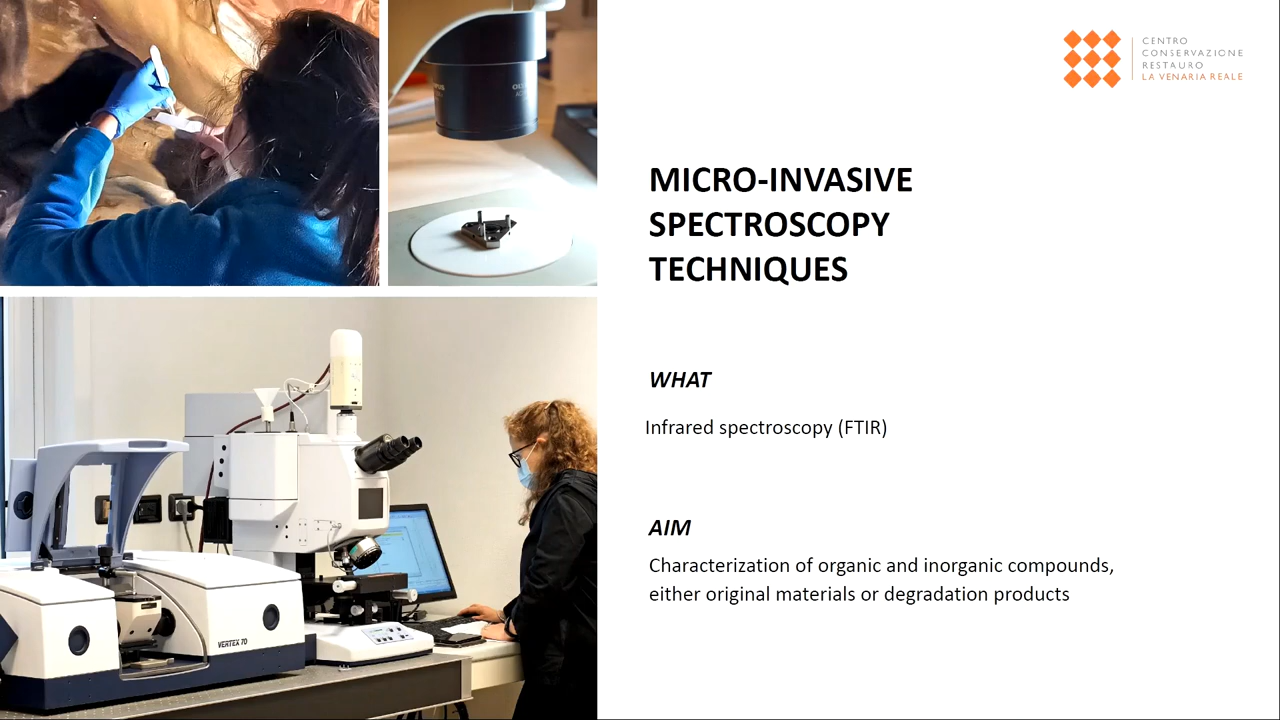 CENTRO
CONSERVAZIONE
RESTAURO
LA VENARIA REALE
MICRO-INVASIVE
SPECTROSCOPY
TECHNIQUES
WHAT
Infrared spectroscopy (FTIR)
AIM
Characterization of organic and inorganic compounds,
either original materials or degradation products
VERTEX 70